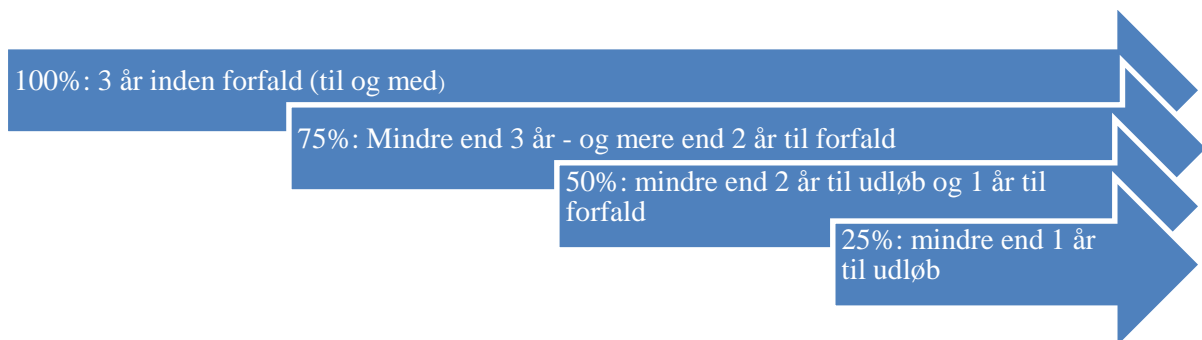 100%: 3 år inden forfald (til og med)
75%: Mindre end 3 år - og mere end 2 år til forfald
50%: mindre end 2 år til udløb og 1 år til
forfald
25%: mindre end 1 år
til udløb